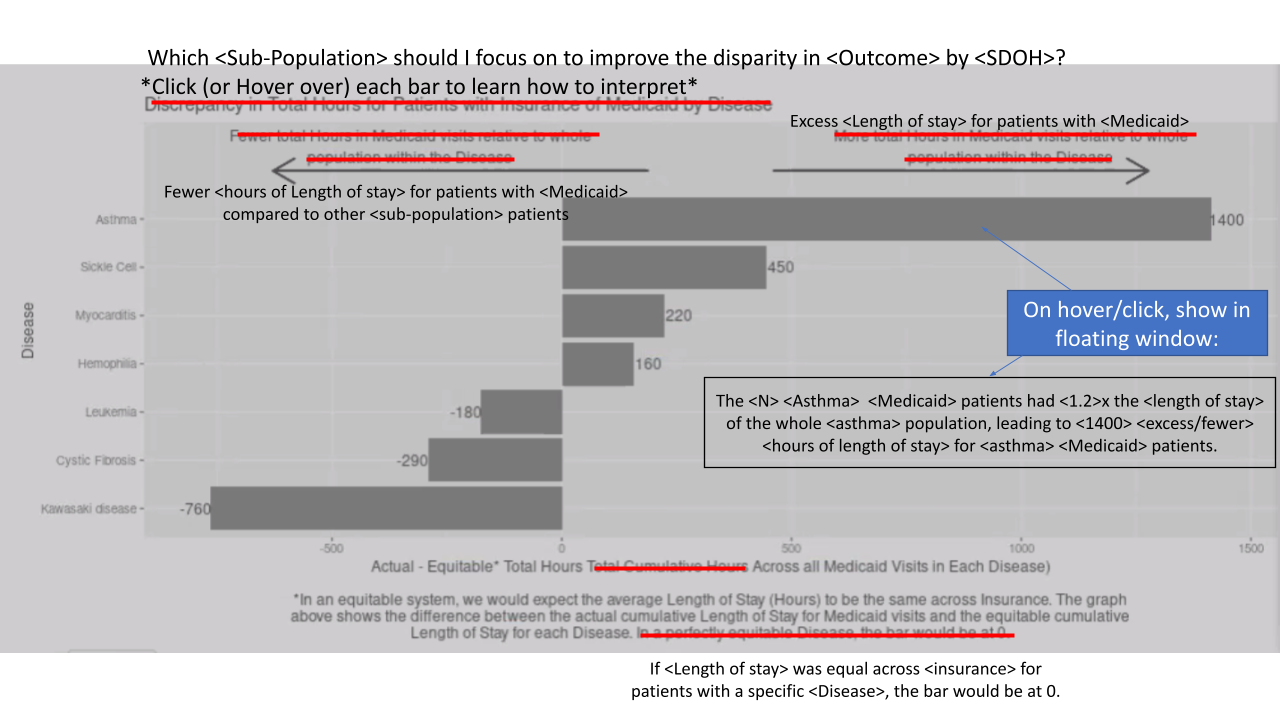 Which <Sub-Population> should I focus on to improve the disparity in <Outcome> by <SDOH>?
*Click (or Hover over) each bar to learn how to interpret*
Discrepancy in Total Hours for Patients with Insurance of Medicaid by Disease
Excess <Length of stay> for patients with <Medicaid>
Fewer total Hours in Medicaid visits relative to whole
population within the Disease
More total Hours in Medicaid visits relative to whole
population within the Disease
Fewer <hours of Length of stay> for patients with <Medicaid>
compared to other <sub-population> patients
Disease
Asthma
1400
Sickle Cell
450
Myocarditis
220
Hemophilia
160
Leukemia
-180
Cystic Fibrosis
-290
Kawasaki disease
-760
On hover/click, show in
floating window:
The <N> <Asthma> <Medicaid> patients had <1.2>x the <length of stay>
of the whole <asthma> population, leading to <1400> <excess/fewer>
<hours of length of stay> for <asthma> <Medicaid> patients.
-500
0
500
1000
1500
Actual - Equitable* Total Hours Total Cumulative Hours Across all Medicaid Visits in Each Disease)
*In an equitable system, we would expect the average Length of Stay (Hours) to be the same across Insurance. The graph
above shows the difference between the actual cumulative Length of Stay for Medicaid visits and the equitable cumulative
Length of Stay for each Disease. In a perfectly equitable Disease, the bar would be at 0.
If <Length of stay> was equal across <insurance> for
patients with a specific <Disease>, the bar would be at 0.